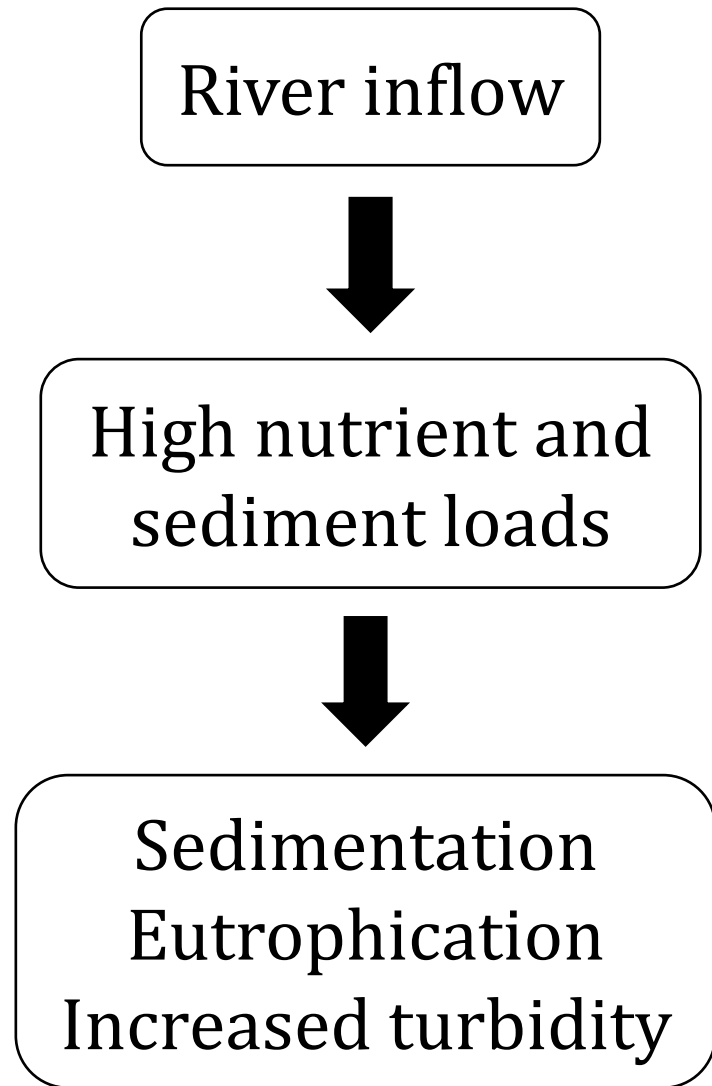 River inflow
High nutrient and
sediment loads
Sedimentation
Eutrophication
Increased turbidity